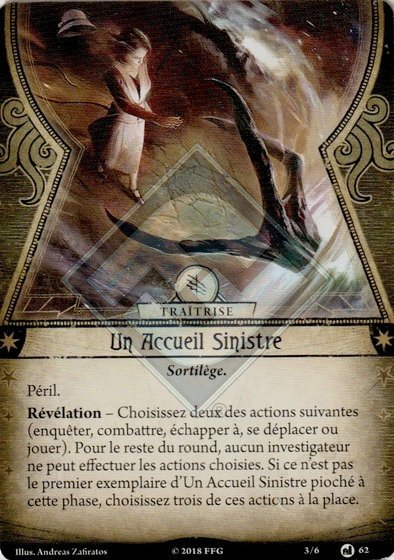 TRAÎTRISE
Un Accueil Sinistre
Sortilège.
Péril.
Révélation – Choisissez deux des actions suivantes
(enquêter, combattre, échapper à, se déplacer ou
jouer). Pour le reste du round, aucun investigateur
ne peut effectuer les actions choisies. Si ce n'est pas
le premier exemplaire d'Un Accueil Sinistre pioché à
cette phase, choisissez trois de ces actions à la place.
Illus. Andreas Zafiratos © 2018 FFG 3/6 62